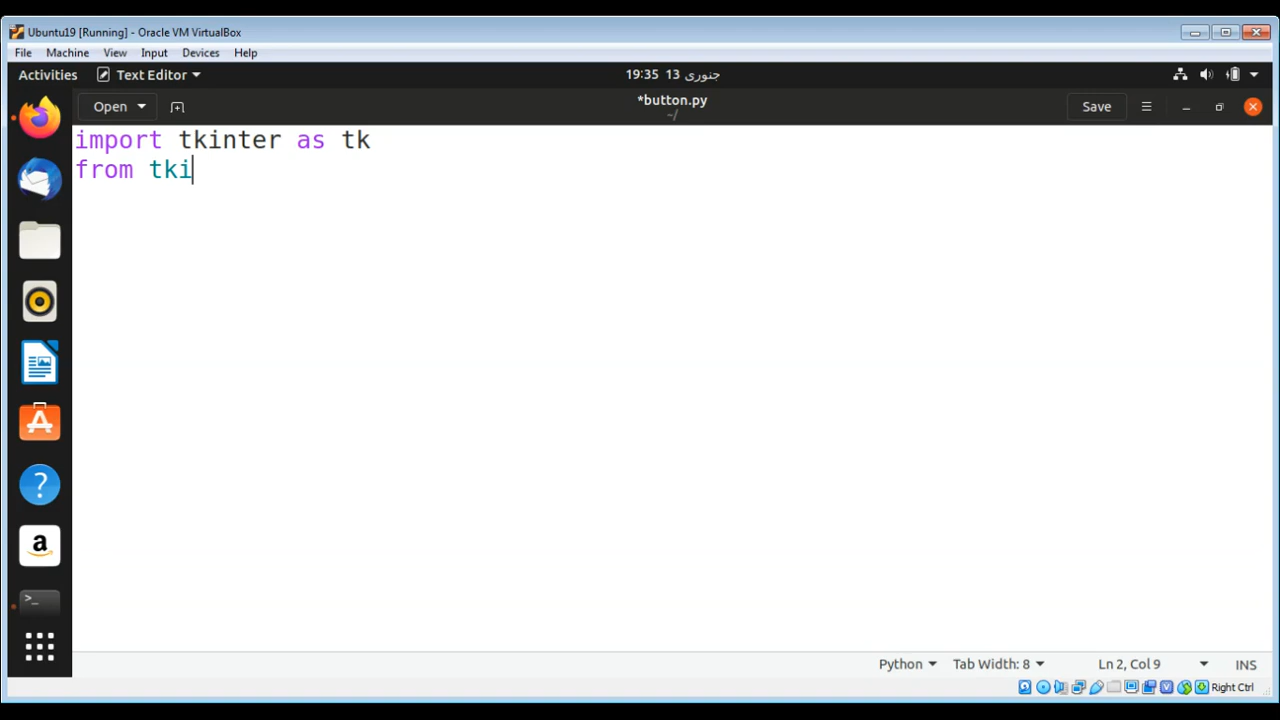 Ubuntu19 [Running] - Oracle VM VirtualBox
File Machine View Input Devices Help
Activities Text Editor 19:35 13 جنوری
Open *button.py Save
~/
import tkinter as tk
from tki
Python Tab Width: 8 Ln 2, Col 9 INS
Right Ctrl